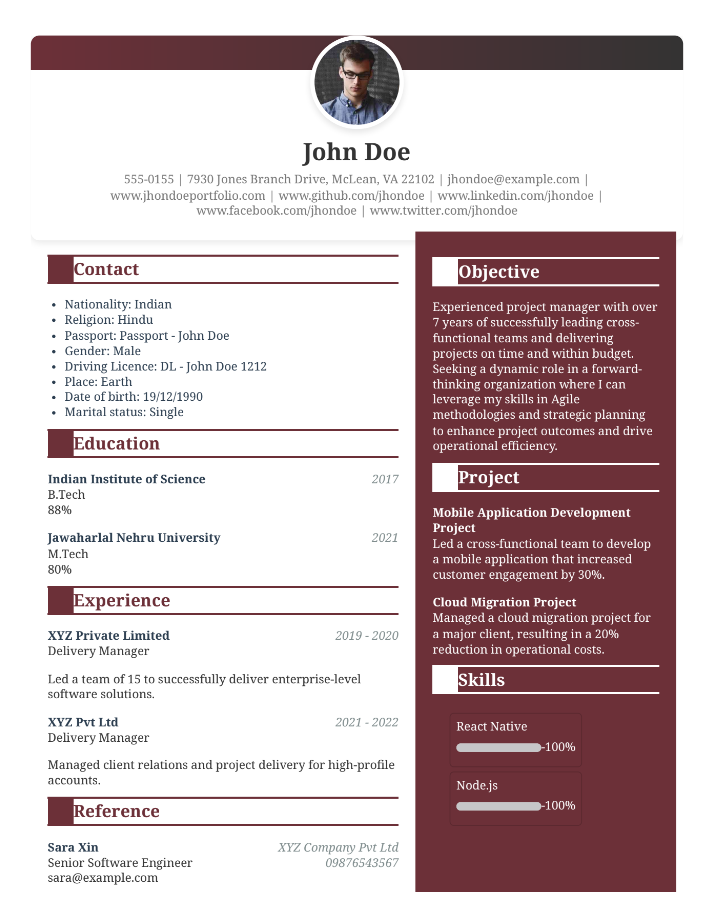 John Doe
555-0155 | 7930 Jones Branch Drive, McLean, VA 22102 | jhondoe@example.com |
www.jhondoeportfolio.com | www.github.com/jhondoe | www.linkedin.com/jhondoe |
www.facebook.com/jhondoe | www.twitter.com/jhondoe
Contact
• Nationality: Indian
• Religion: Hindu
• Passport: Passport - John Doe
• Gender: Male
• Driving Licence: DL - John Doe 1212
• Place: Earth
• Date of birth: 19/12/1990
• Marital status: Single
Education
Indian Institute of Science 2017
B.Tech
88%
Jawaharlal Nehru University 2021
M.Tech
80%
Experience
XYZ Private Limited 2019 - 2020
Delivery Manager
Led a team of 15 to successfully deliver enterprise-level
software solutions.
XYZ Pvt Ltd 2021 - 2022
Delivery Manager
Managed client relations and project delivery for high-profile
accounts.
Reference
Sara Xin XYZ Company Pvt Ltd
Senior Software Engineer 09876543567
sara@example.com
Objective
Experienced project manager with over
7 years of successfully leading cross-
functional teams and delivering
projects on time and within budget.
Seeking a dynamic role in a forward-
thinking organization where I can
leverage my skills in Agile
methodologies and strategic planning
to enhance project outcomes and drive
operational efficiency.
Project
Mobile Application Development
Project
Led a cross-functional team to develop
a mobile application that increased
customer engagement by 30%.
Cloud Migration Project
Managed a cloud migration project for
a major client, resulting in a 20%
reduction in operational costs.
Skills
React Native
-100%
Node.js
-100%